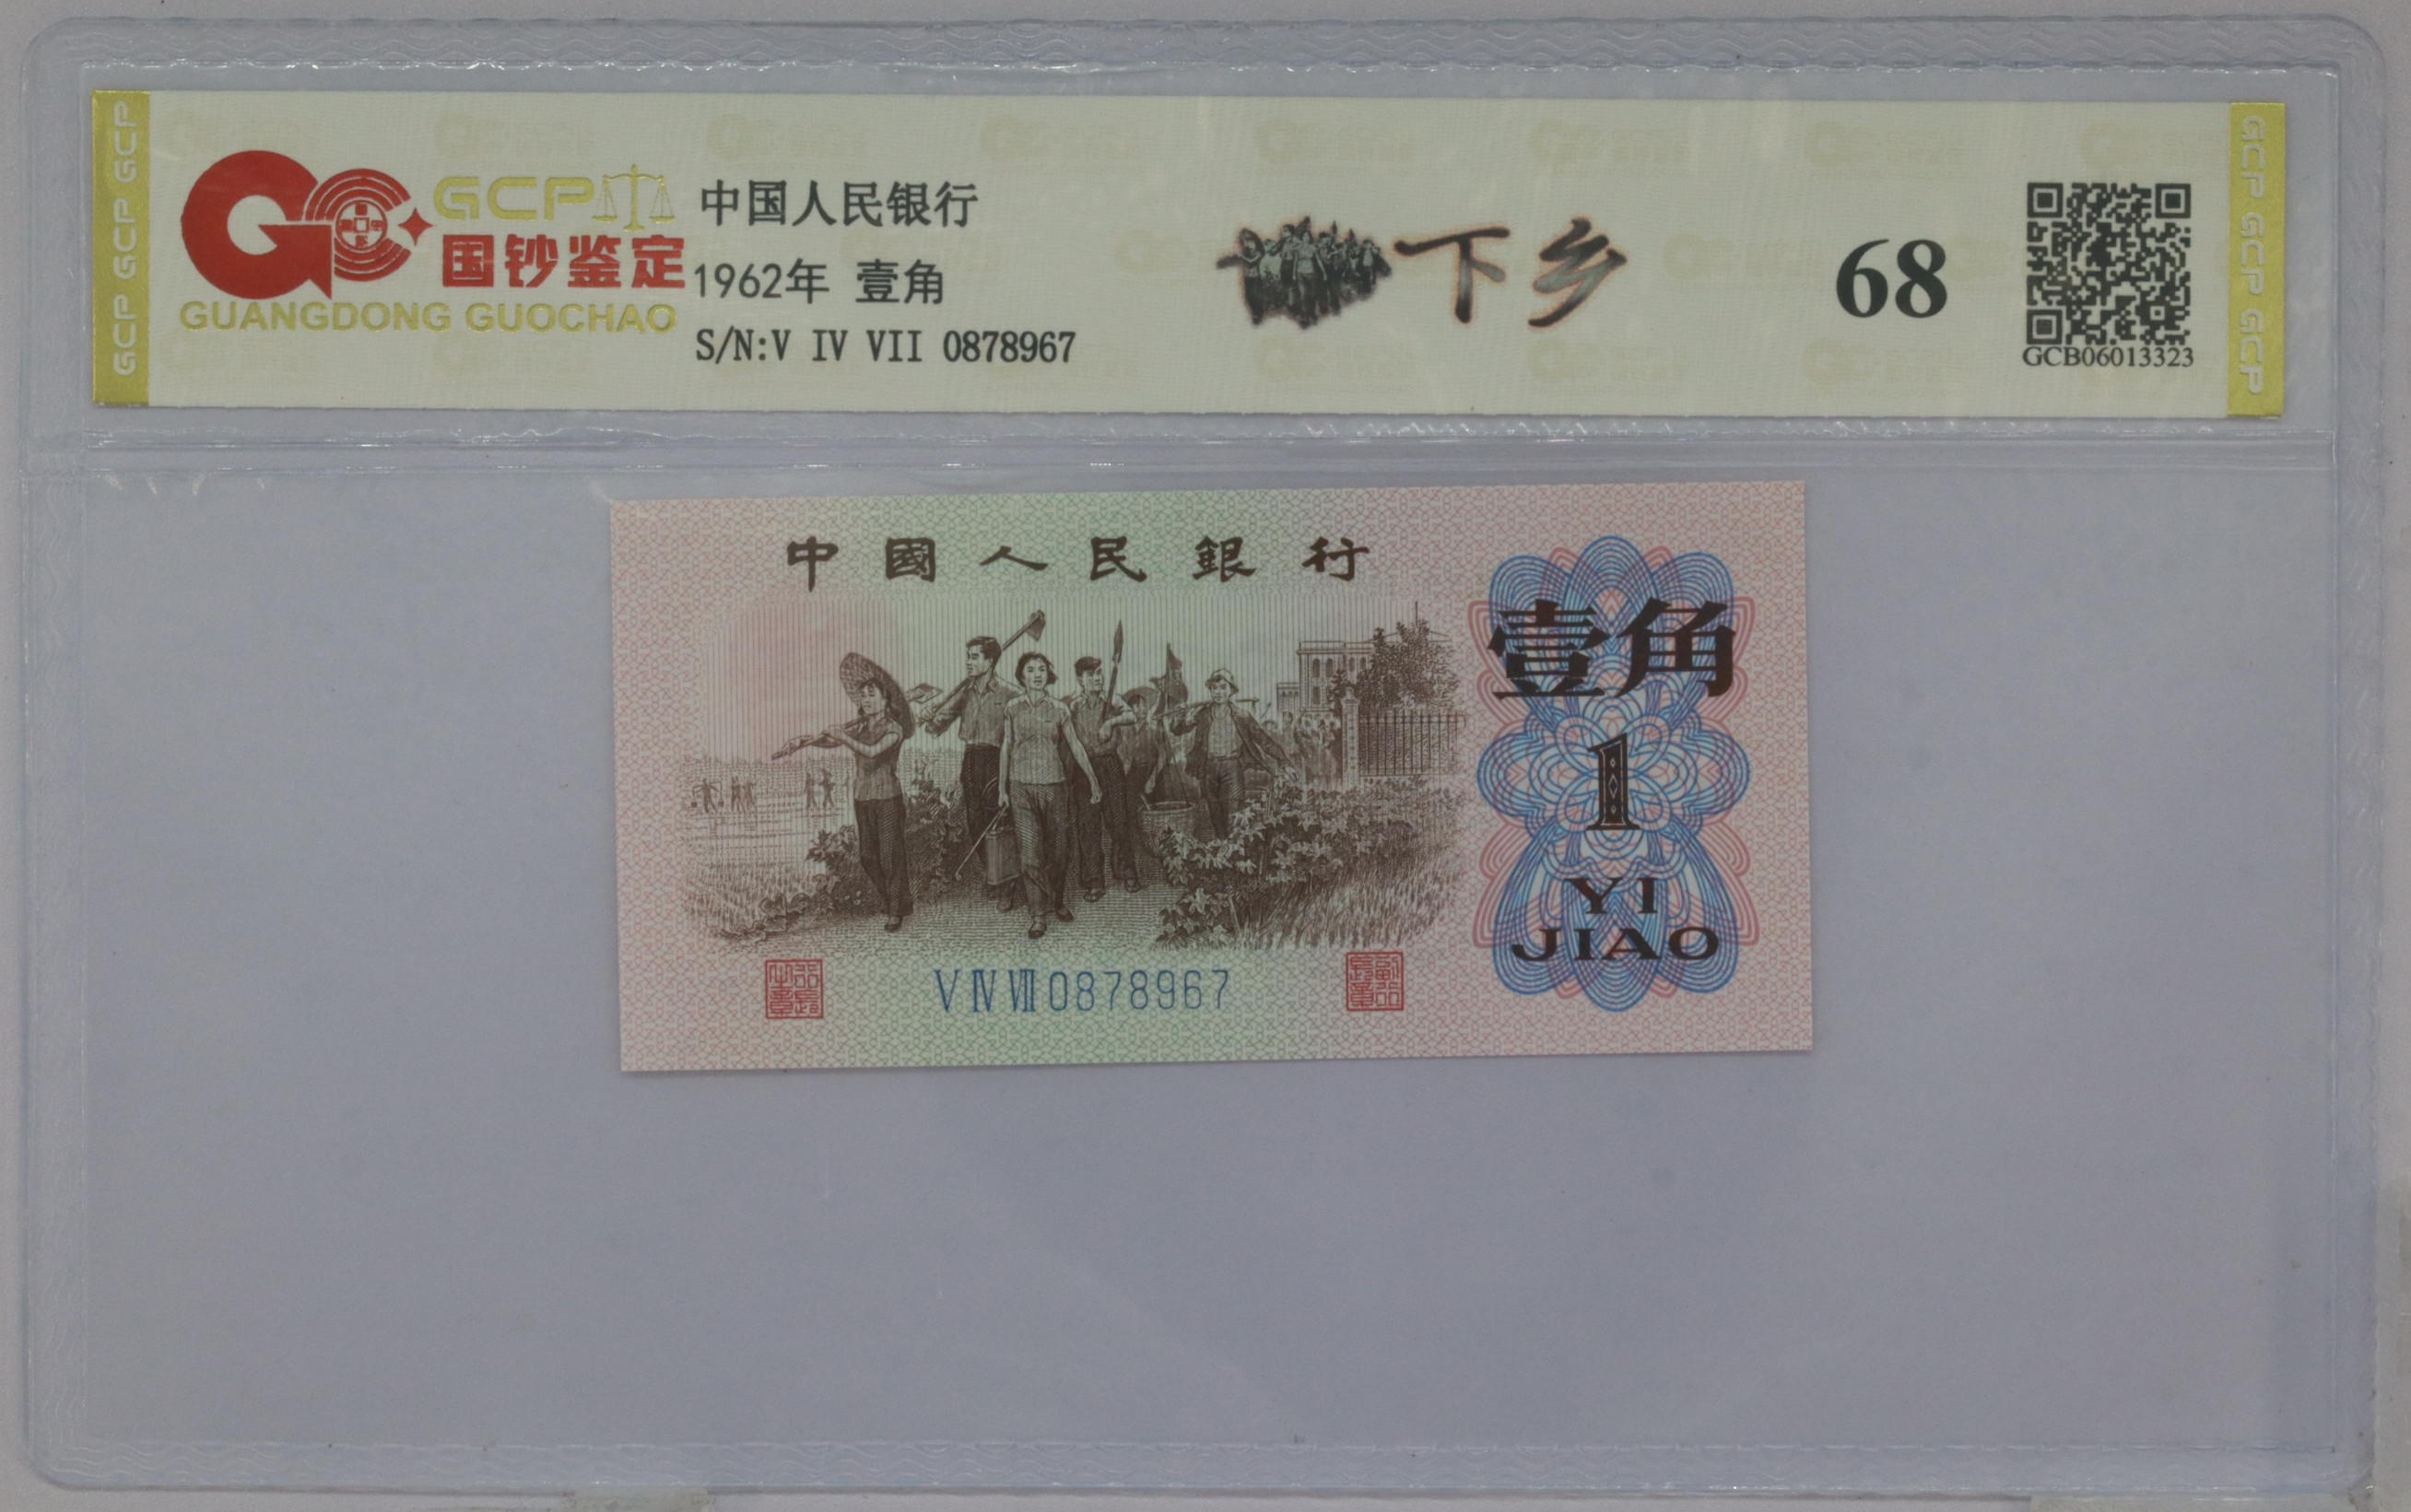 GCP GCP GCP
GCP
国钞鉴定
GUANGDONG GUOCHAO
中国人民银行
1962年 壹角
S/N:V IV VII 0878967
下乡
68
GCB06013323
GCP GCP GCP
中國人民銀行
壹角
1
YI
JIAO
Ⅴ Ⅳ Ⅶ 0878967